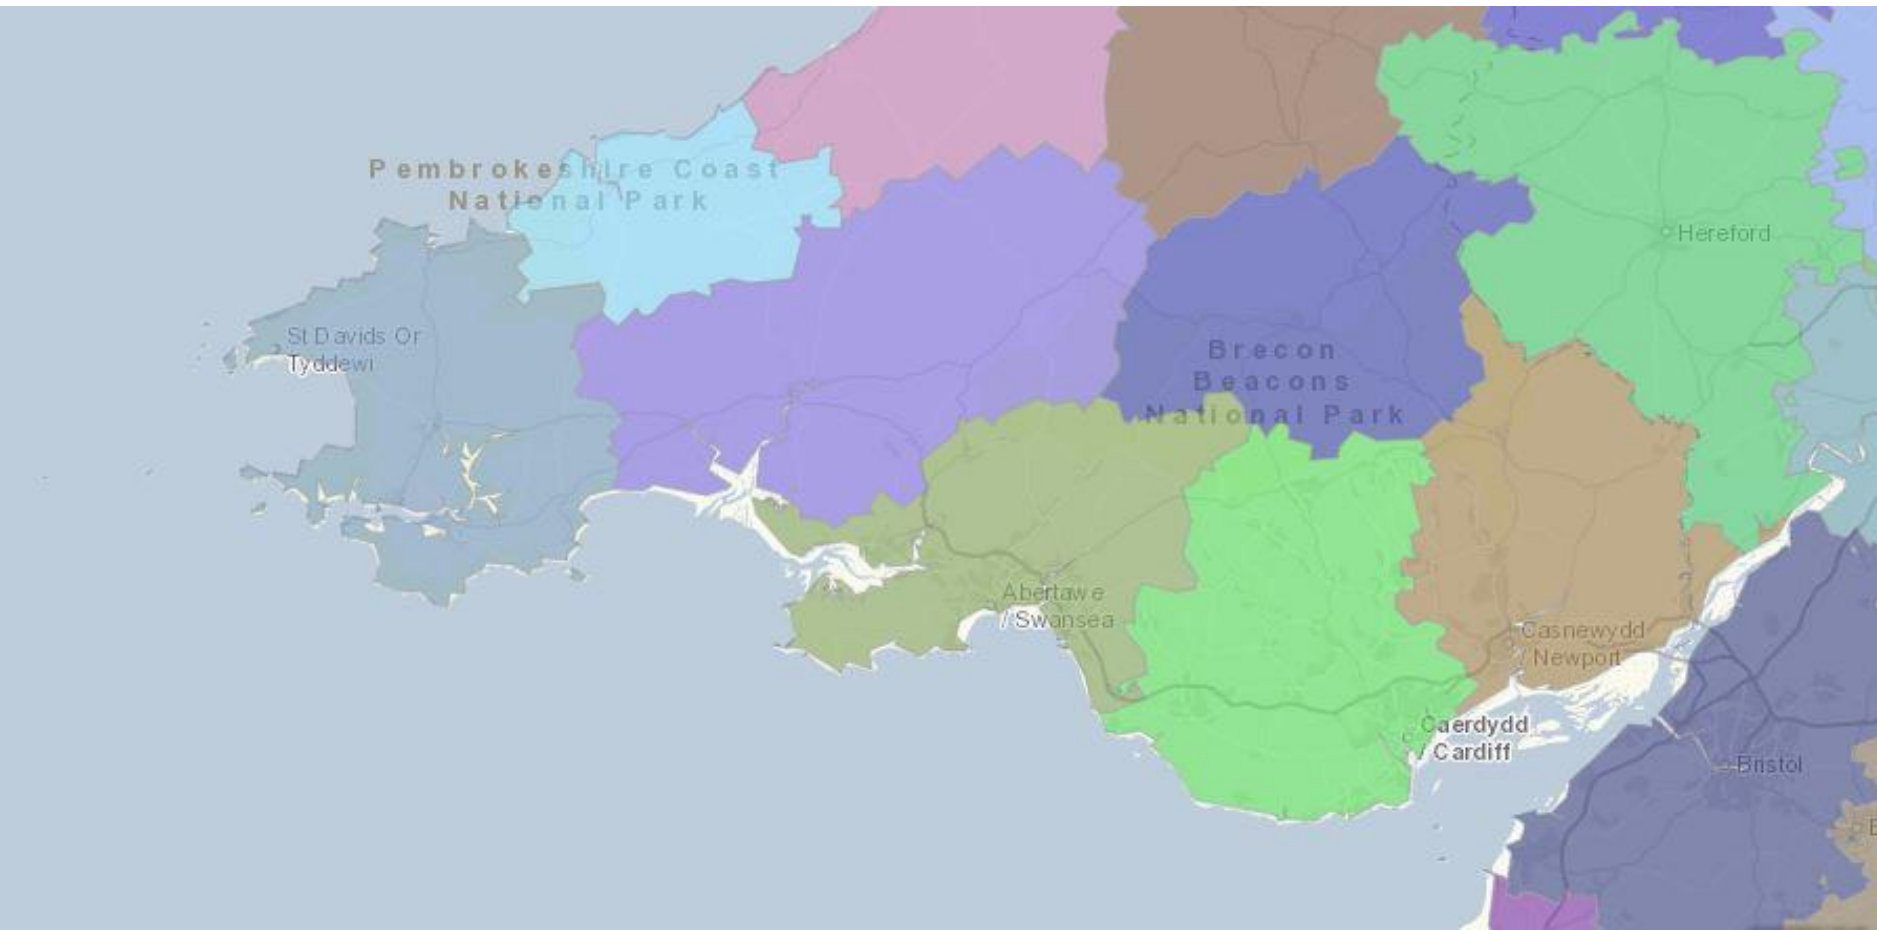 Pembrokeshire Coast
National Park
Hereford
St Davids Or
Tyddewi
Brecon
Beacons
National Park
Abertawe
/ Swansea
Casnewydd
/ Newport
Caerdydd
/ Cardiff
Bristol